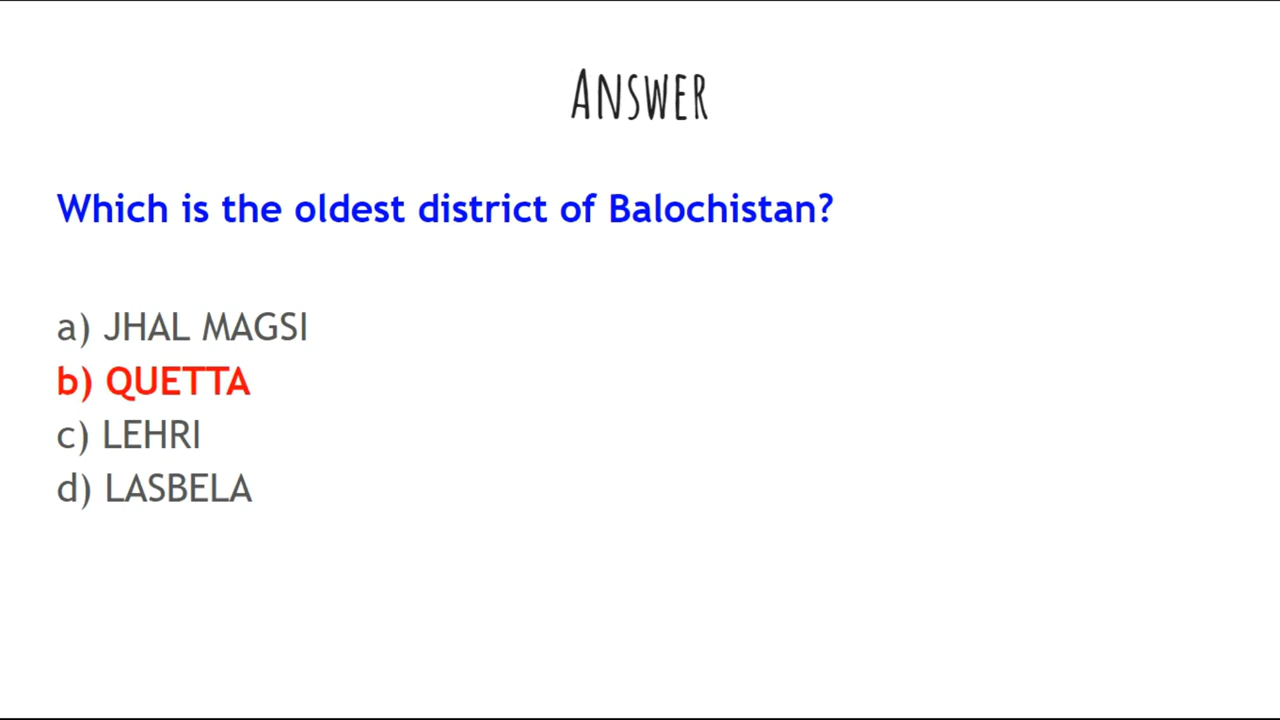 Answer
Which is the oldest district of Balochistan?
a) JHAL MAGSI
b) QUETTA
c) LEHRI
d) LASBELA